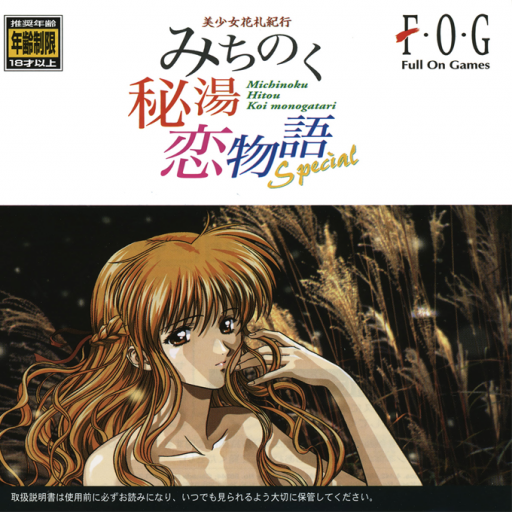 推奨年齢
年齢制限
18才以上
美少女花札紀行
みちのく
秘湯
恋物語
Special
Michinoku
Hitou
Koi monogatari
F・O・G
Full On Games
取扱説明書は使用前に必ずお読みになり、いつでも見られるよう大切に保管してください。